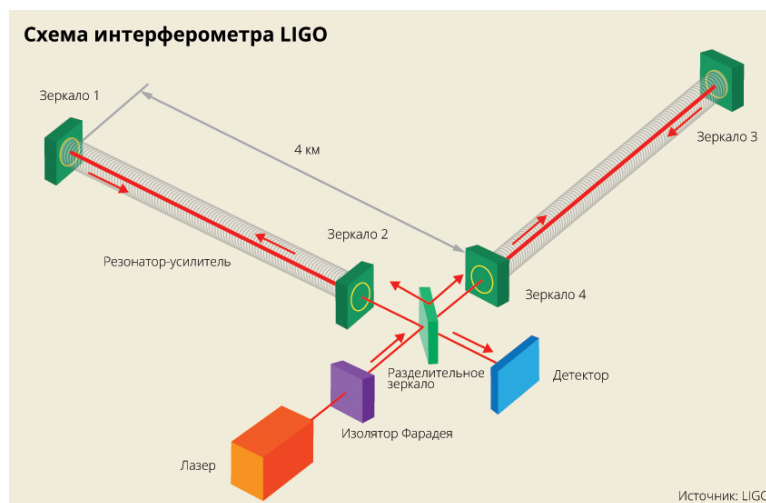 Схема интерферометра LIGO
Зеркало 1
4 км
Зеркало 3
Зеркало 2
Резонатор-усилитель
Зеркало 4
Разделительное
зеркало
Детектор
Изолятор Фарадея
Лазер
Источник: LIGO